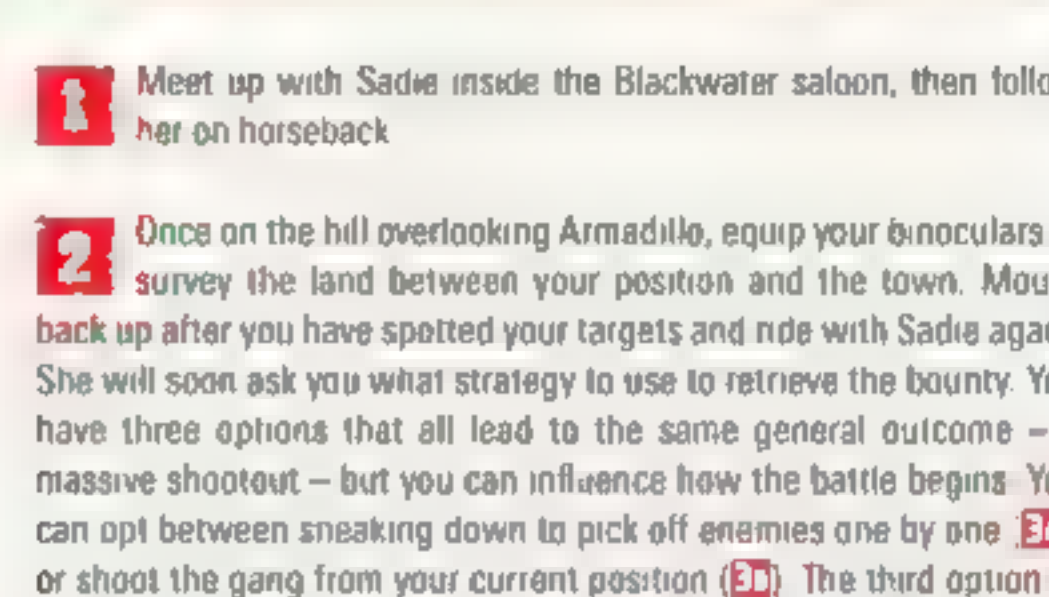 1 Meet up with Sadie inside the Blackwater saloon, then follo
her on horseback
2 Once on the hill overlooking Armadillo, equip your binoculars
survey the land between your position and the town. Mou
back up after you have spotted your targets and ride with Sadie aga
She will soon ask you what strategy to use to retrieve the bounty. Y
have three options that all lead to the same general outcome –
massive shootout – but you can influence how the battle begins. Y
can opt between sneaking down to pick off enemies one by one
or shoot the gang from your current position The third option